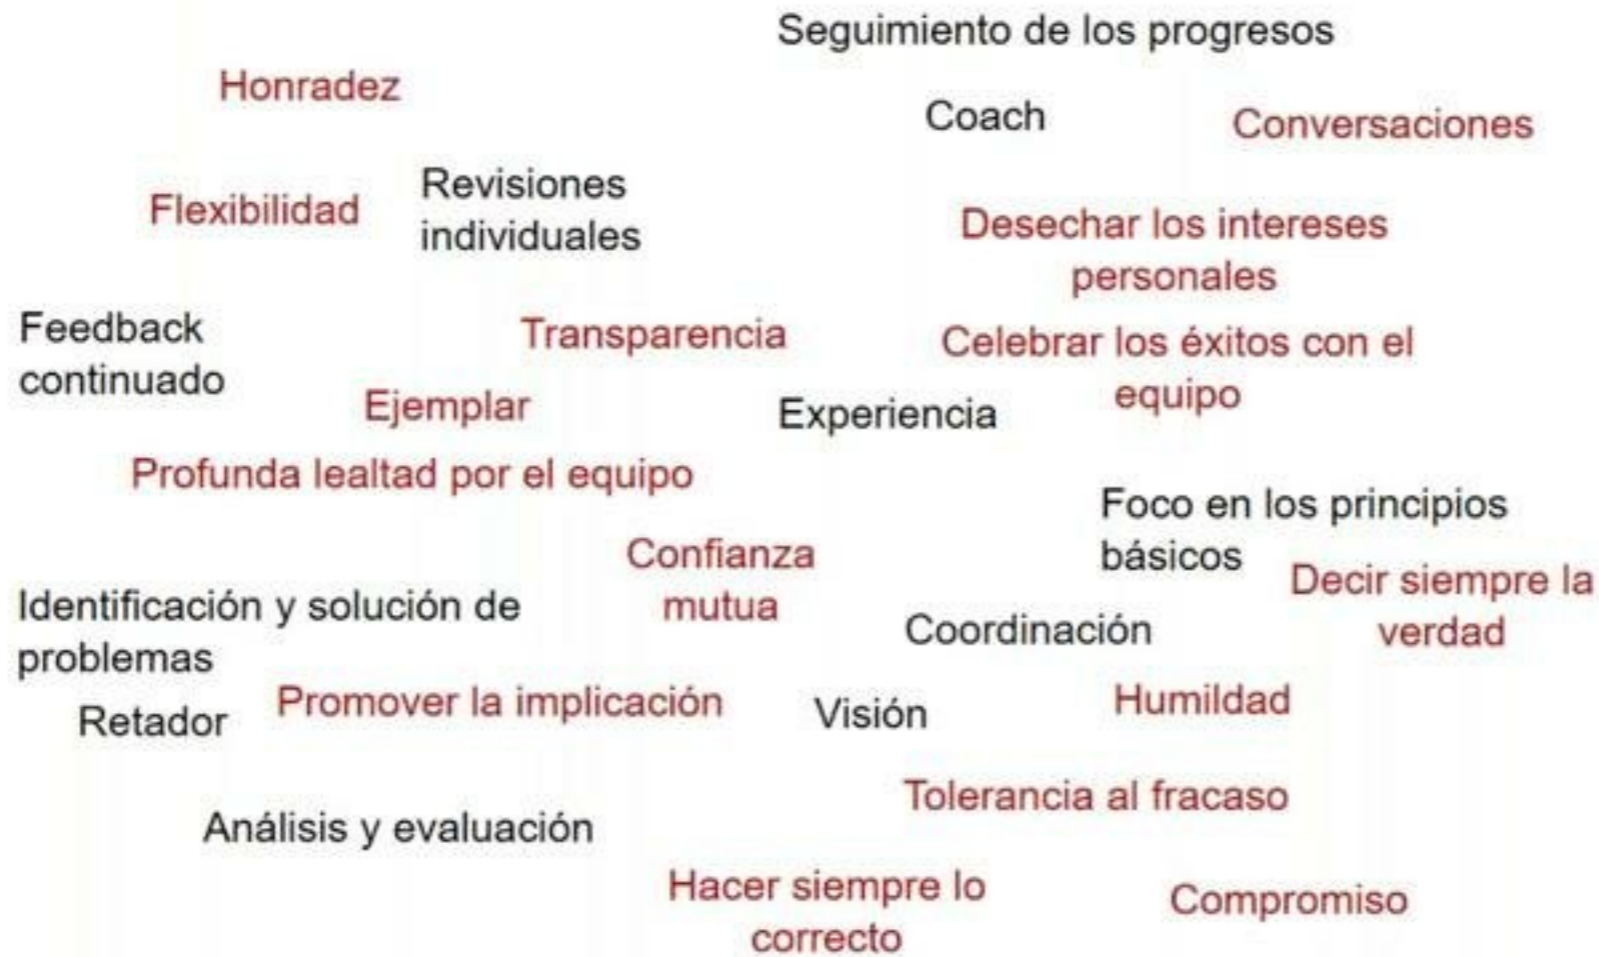 Seguimiento de los progresos
Honradez
Coach
Conversaciones
Revisiones
individuales
Flexibilidad
Desechar los intereses
personales
Feedback
continuado
Transparencia
Celebrar los éxitos con el
equipo
Ejemplar
Experiencia
Profunda lealtad por el equipo
Foco en los principios
básicos
Confianza
mutua
Decir siempre la
verdad
Identificación y solución de
problemas
Coordinación
Retador
Promover la implicación
Visión
Humildad
Tolerancia al fracaso
Análisis y evaluación
Hacer siempre lo
correcto
Compromiso